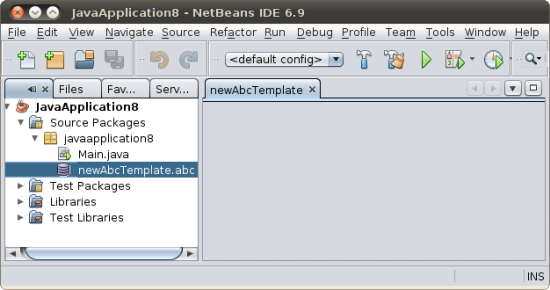 JavaApplication8 - NetBeans IDE 6.9
File Edit View Navigate Source Refactor Run Debug Profile Team Tools Window Help
<default config>
Files Fav... Serv... newAbcTemplate
JavaApplication8
Source Packages
javaapplication8
Main.java
newAbcTemplate.abc
Test Packages
Libraries
Test Libraries
INS